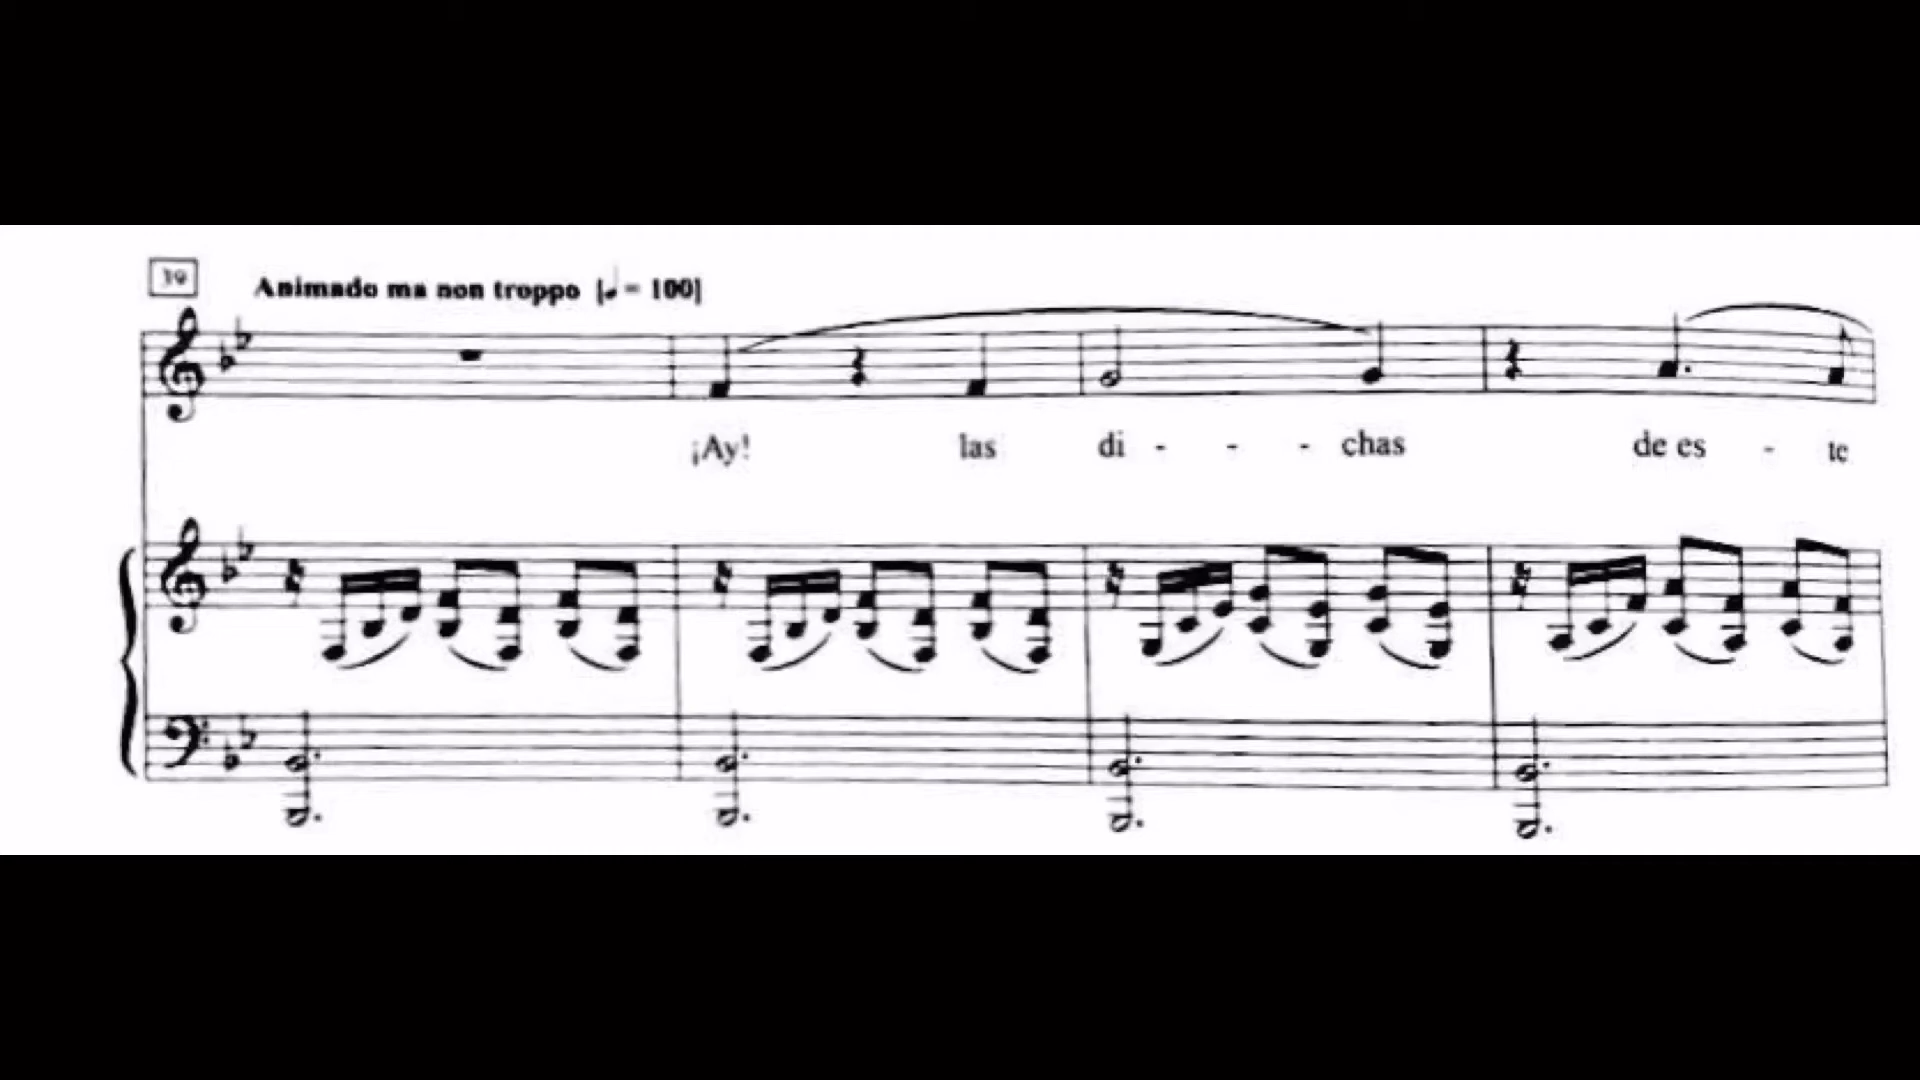 39
Animado ma non troppo [♩= 100]
¡Ay! las di - - - chas de es - te